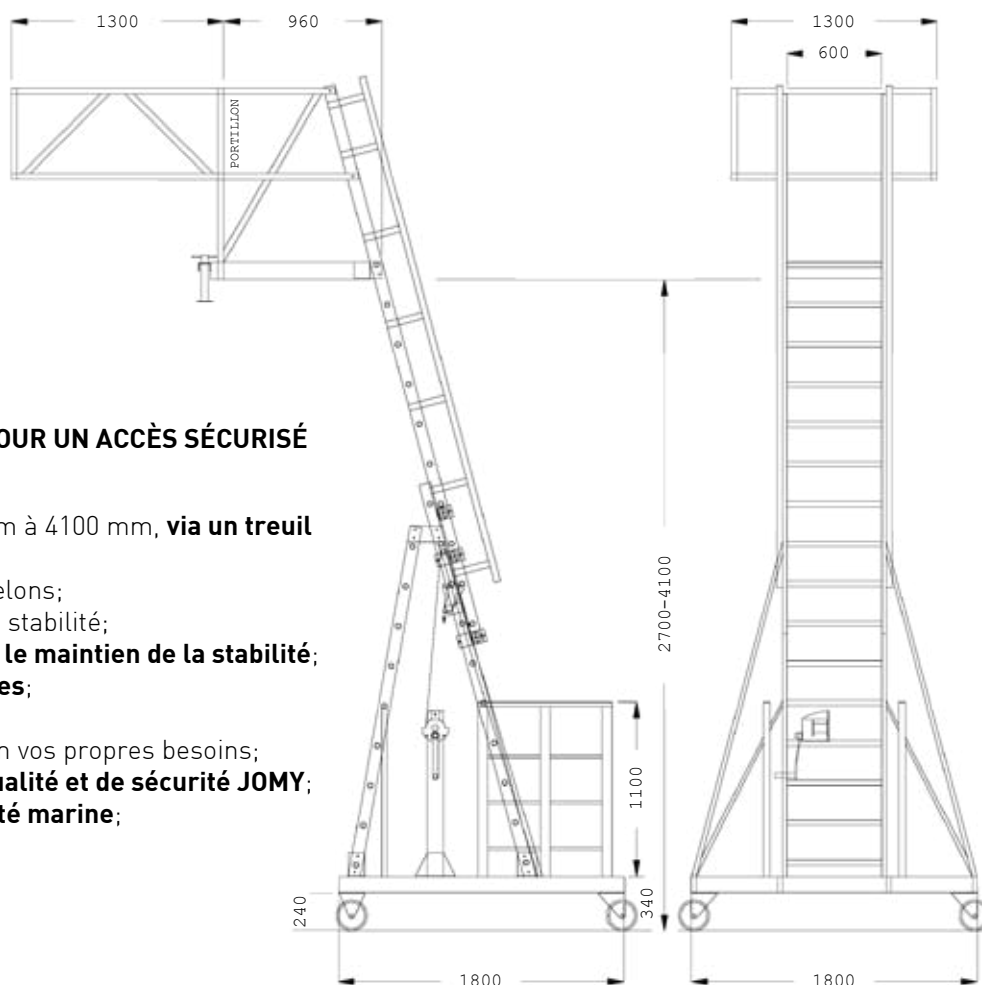 1300
960
1300
600
PORTILLON
OUR UN ACCÈS SÉCURISÉ
m à 4100 mm, via un treuil
elons;
stabilité;
le maintien de la stabilité;
es;
n vos propres besoins;
ualité et de sécurité JOMY;
té marine;
2700-4100
1100
240
340
1800
1800